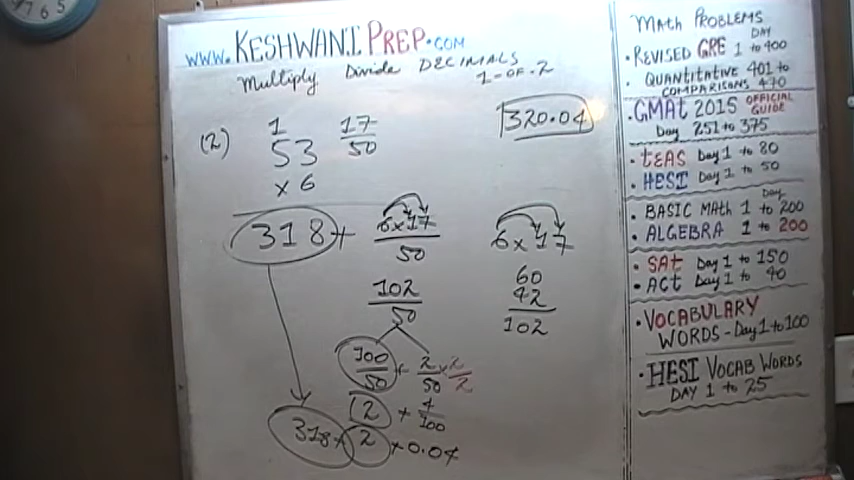 www.KESHWANI PREP.COM
Multiply Divide DECIMALS
1-OF-2
320.04
(2)
1
53 17/50
x 6
318 + 6x17/50
6 x 17
60
42
102
102/50
100/50 + 2/50 x 2/2
2 + 4/100
318 + 2 + 0.04
MATH PROBLEMS
DAY
• REVISED GRE 1 to 400
• QUANTITATIVE 401 to
COMPARISONS 470
• GMAt 2015 OFFICIAL
GUIDE
Day 251 to 375
• tEAS Day 1 to 80
• HESI Day 1 to 50
Day
• BASIC MAth 1 to 200
• ALGEBRA 1 to 200
• SAt Day 1 to 150
• ACt Day 1 to 40
• VOCABULARY
WORDS - Day 1 to 100
• HESI VOCAB WORDS
DAY 1 to 25